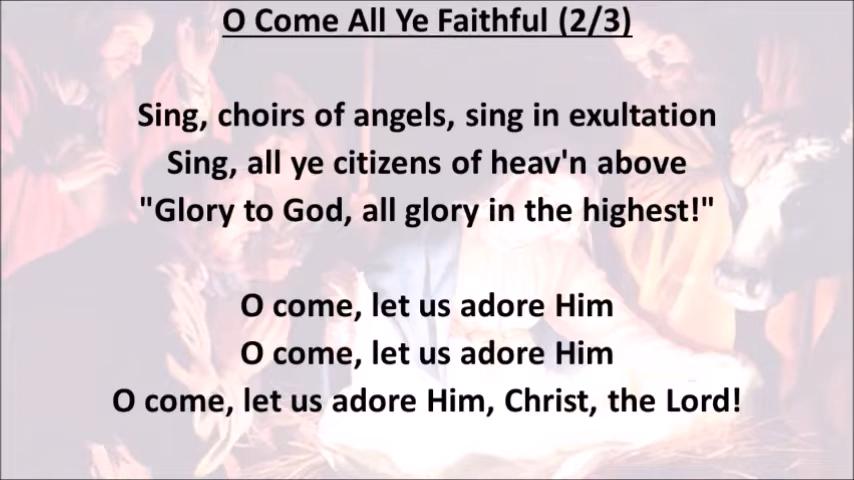 O Come All Ye Faithful (2/3)
Sing, choirs of angels, sing in exultation
Sing, all ye citizens of heav'n above
"Glory to God, all glory in the highest!"
O come, let us adore Him
O come, let us adore Him
O come, let us adore Him, Christ, the Lord!